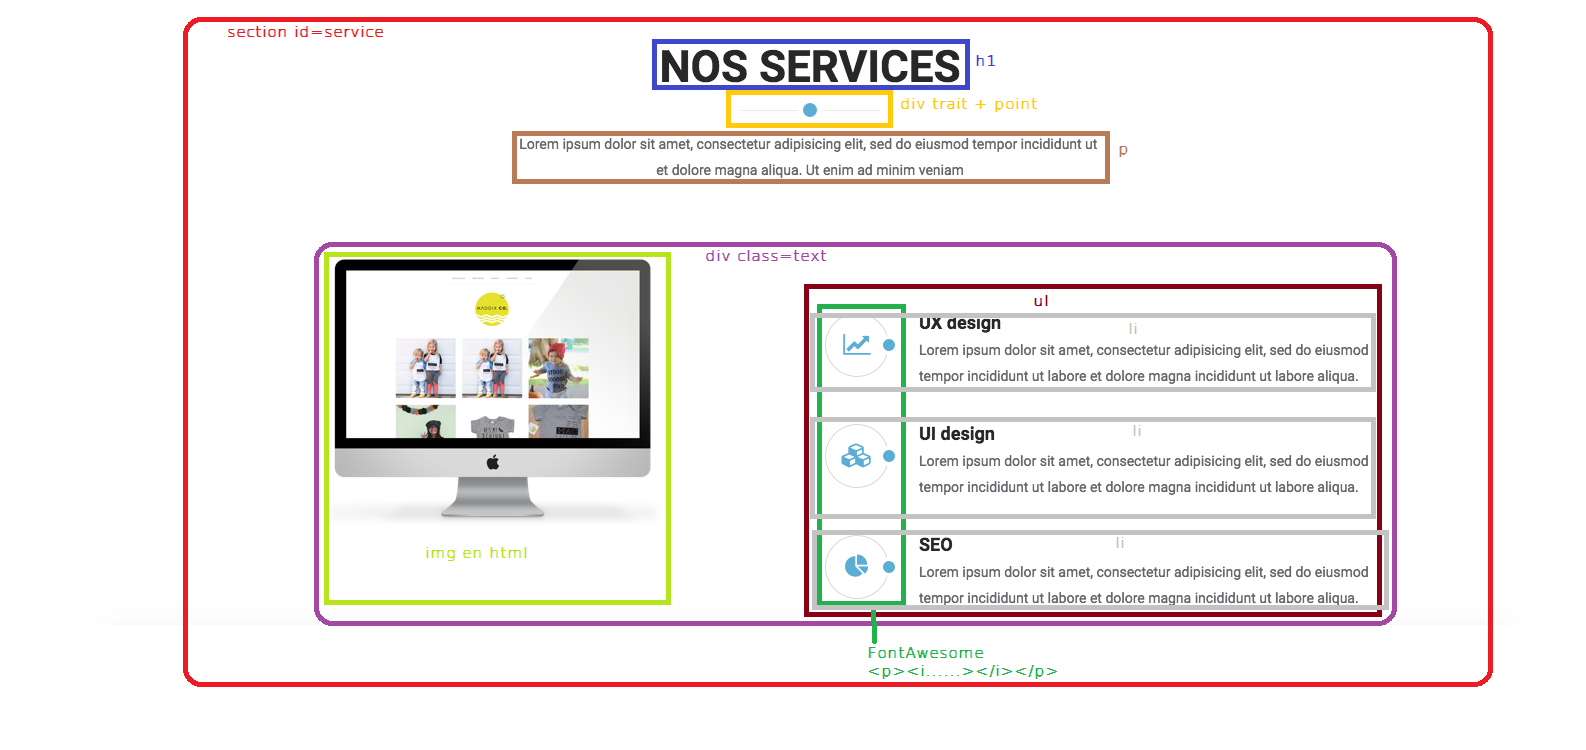 section id=service
NOS SERVICES
h1
div trait + point
Lorem ipsum dolor sit amet, consectetur adipisicing elit, sed do eiusmod tempor incididunt ut
et dolore magna aliqua. Ut enim ad minim veniam
p
div class=text
MADDIX CO.
img en html
ul
UX design
li
Lorem ipsum dolor sit amet, consectetur adipisicing elit, sed do eiusmod
tempor incididunt ut labore et dolore magna incididunt ut labore aliqua.
UI design
li
Lorem ipsum dolor sit amet, consectetur adipisicing elit, sed do eiusmod
tempor incididunt ut labore et dolore magna incididunt ut labore aliqua.
SEO
li
Lorem ipsum dolor sit amet, consectetur adipisicing elit, sed do eiusmod
tempor incididunt ut labore et dolore magna incididunt ut labore aliqua.
FontAwesome
<p><i......></i></p>